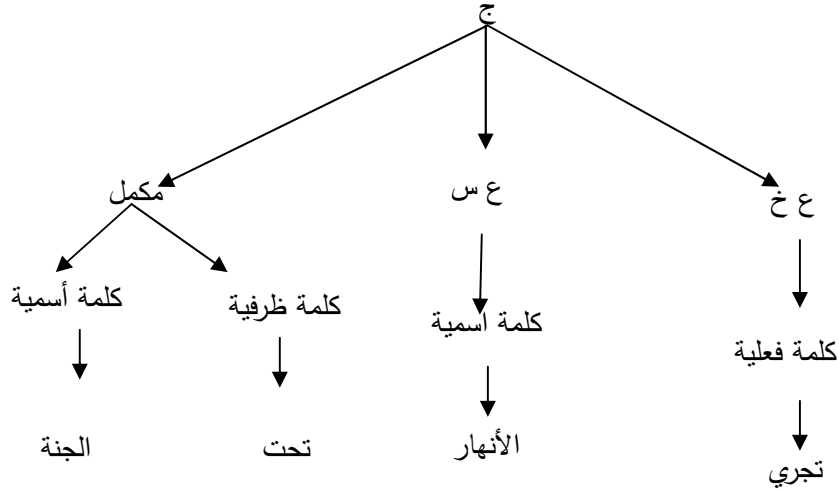 ج
ع خ
ع س
مكمل
كلمة فعلية
كلمة اسمية
كلمة ظرفية
كلمة أسمية
تجري
الأنهار
تحت
الجنة